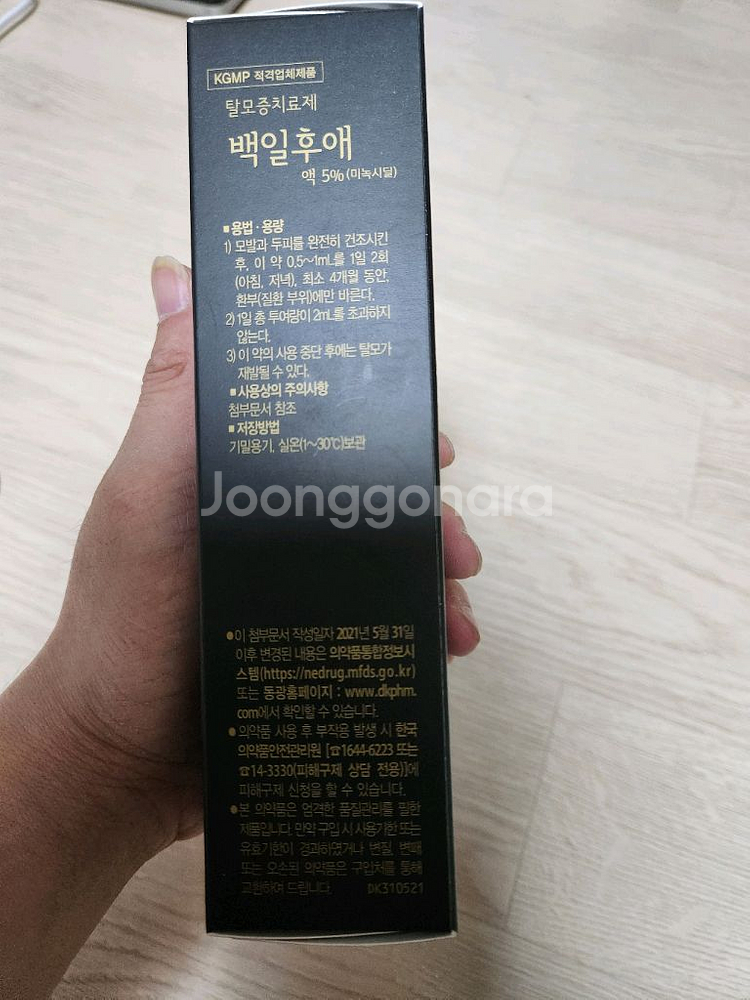 KGMP 적격업체제품
탈모증치료제
백일후애
액 5%(미녹시딜)
■용법·용량
1) 모발과 두피를 완전히 건조시킨
후, 이 약 0.5~1mL를 1일 2회
(아침, 저녁), 최소 4개월 동안,
환부(질환 부위)에만 바른다.
2) 1일 총 투여량이 2mL를 초과하지
않는다.
3) 이 약의 사용 중단 후에는 탈모가
재발될 수 있다.
■사용상의 주의사항
첨부문서 참조
■저장방법
기밀용기, 실온(1~30℃)보관
Joonggonara
●이 첨부문서 작성일자 2021년 5월 31일
이후 변경된 내용은 의약품통합정보시
스템(https://nedrug.mfds.go.kr)
또는 동광홈페이지 : www.dkphm.
com에서 확인할 수 있습니다.
●의약품 사용 후 부작용 발생 시 한국
의약품안전관리원 [☎1644-6223 또는
☎14-3330(피해구제 상담 전용)]에
피해구제 신청을 할 수 있습니다.
●본 의약품은 엄격한 품질관리를 필한
제품입니다. 만약 구입 시 사용기한 또는
유효기한이 경과하였거나 변질, 변패
또는 오손된 의약품은 구입처를 통해
교환하여 드립니다. DK310521